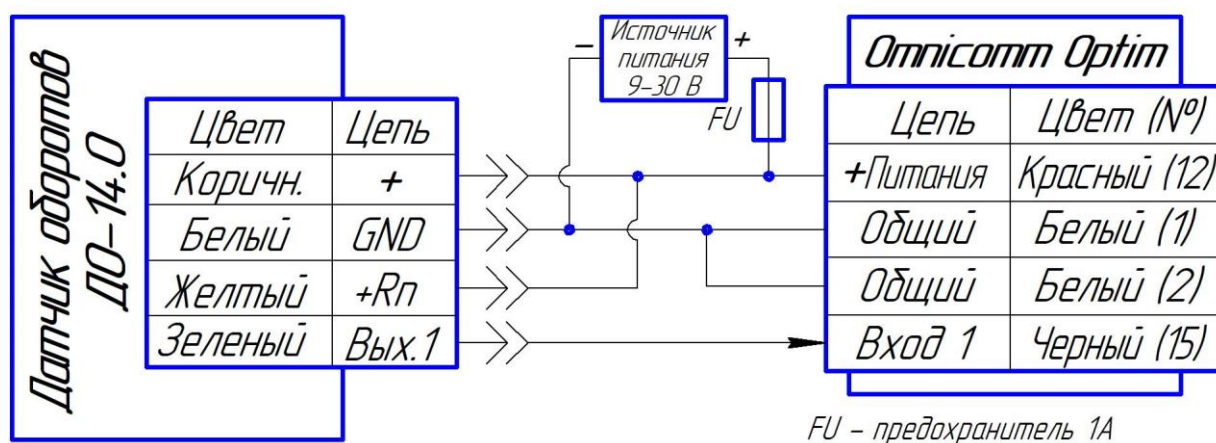 Датчик оборотов
ДО-14.0
Цвет Цепь
Коричн. +
Белый GND
Желтый +Rп
Зеленый Вых.1
- Источник +
питания
9-30 В
FU
Omnicomm Optim
Цепь Цвет (№)
+Питания Красный (12)
Общий Белый (1)
Общий Белый (2)
Вход 1 Черный (15)
FU - предохранитель 1А